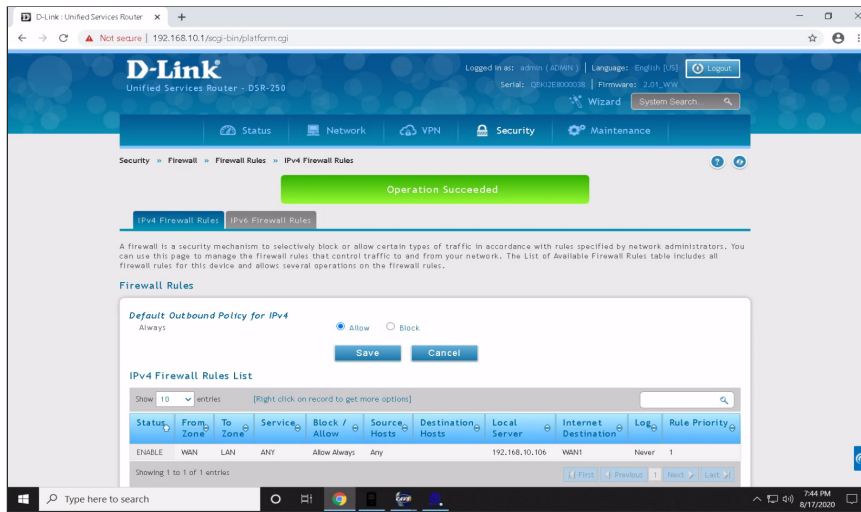 D-Link : Unified Services Router
Not secure | 192.168.10.1/scgi-bin/platform.cgi
D-Link
Unified Services Router - DSR-250
Logged in as: admin ( ADMIN ) | Language: English [US]
Logout
Serial: QBKI2EB000038 | Firmware: 2.01_WW
Wizard
System Search...
Status
Network
VPN
Security
Maintenance
Security » Firewall » Firewall Rules » IPv4 Firewall Rules
Operation Succeeded
IPv4 Firewall Rules
IPv6 Firewall Rules
A firewall is a security mechanism to selectively block or allow certain types of traffic in accordance with rules specified by network administrators. You
can use this page to manage the firewall rules that control traffic to and from your network. The List of Available Firewall Rules table includes all
firewall rules for this device and allows several operations on the firewall rules.
Firewall Rules
Default Outbound Policy for IPv4
Always
Allow
Block
Save
Cancel
IPv4 Firewall Rules List
Show 10 entries
[Right click on record to get more options]
Status From Zone To Zone Service Block / Allow Source Hosts Destination Hosts Local Server Internet Destination Log Rule Priority
ENABLE WAN LAN ANY Allow Always Any 192.168.10.106 WAN1 Never 1
Showing 1 to 1 of 1 entries
First Previous 1 Next Last
Type here to search
7:44 PM
8/17/2020